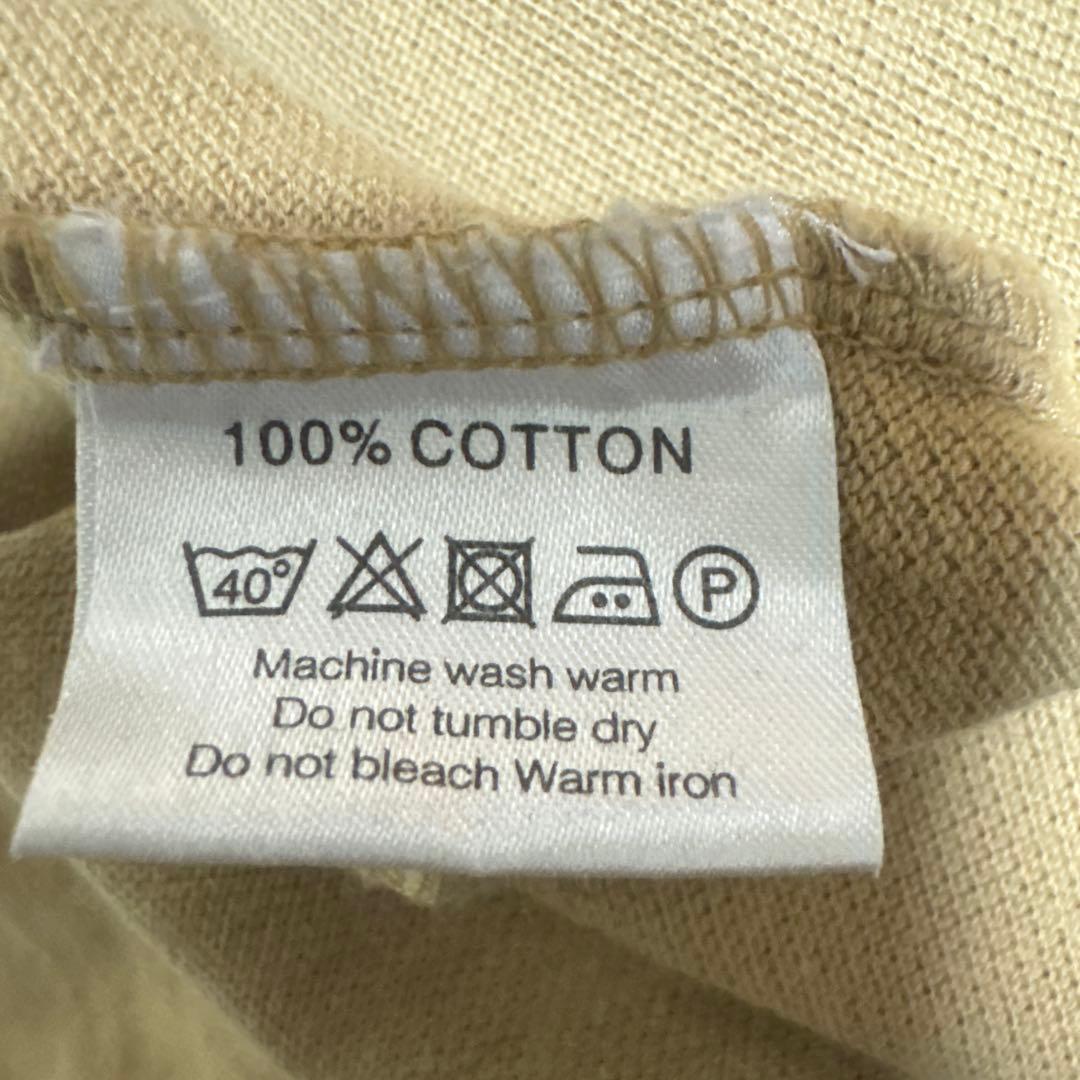 100% COTTON
40° P
Machine wash warm
Do not tumble dry
Do not bleach Warm iron